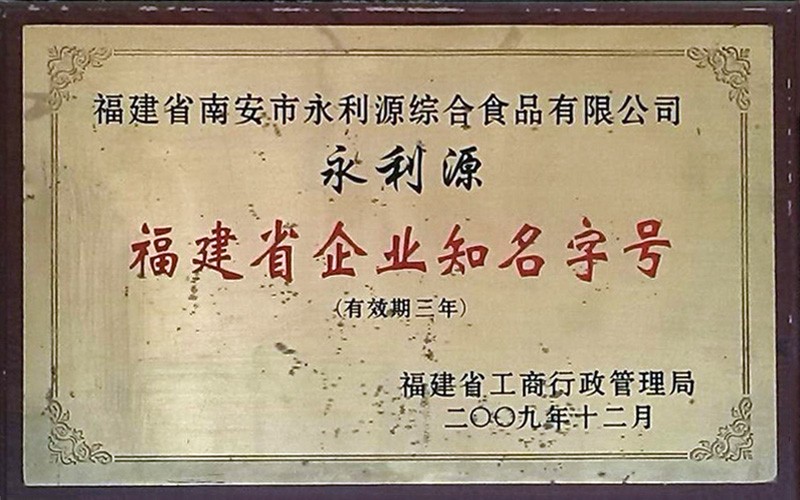 福建省南安市永利源综合食品有限公司
永利源
福建省企业知名字号
(有效期三年)
福建省工商行政管理局
二〇〇九年十二月